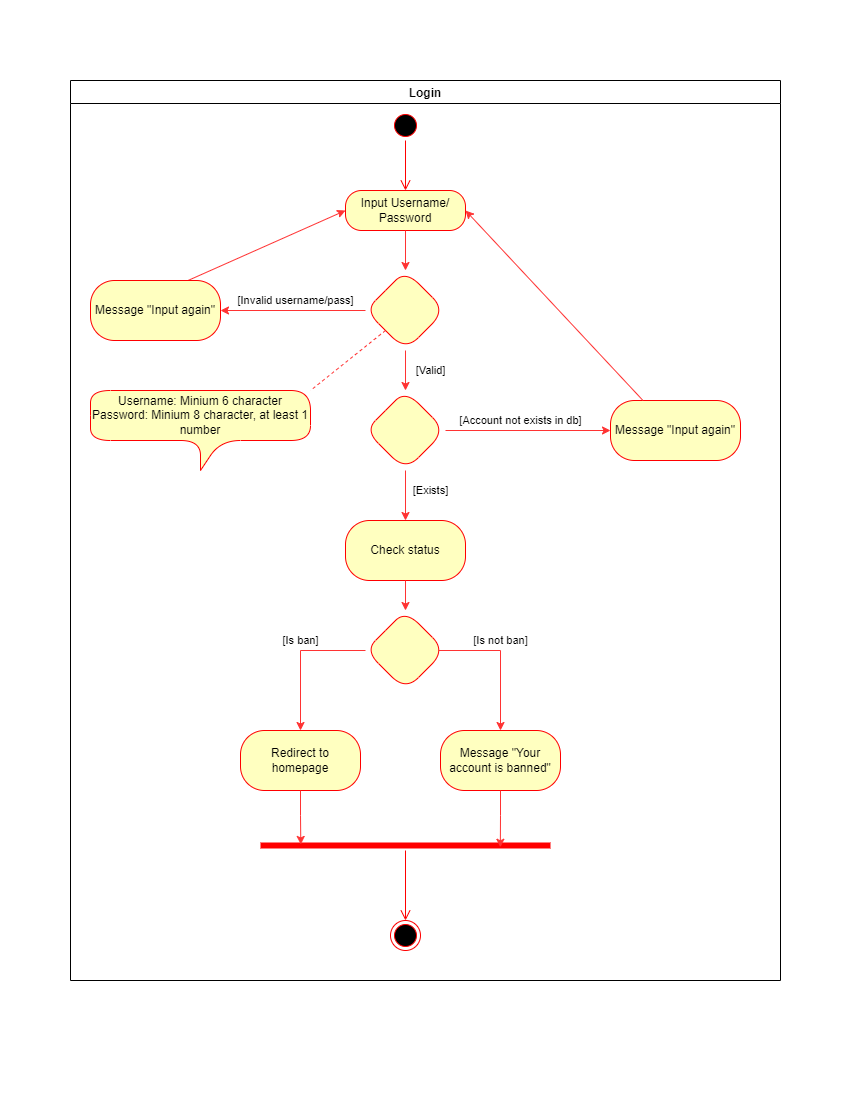 Login
Input Username/
Password
[Invalid username/pass]
Message "Input again"
[Valid]
Username: Minium 6 character
Password: Minium 8 character, at least 1
number
[Account not exists in db]
Message "Input again"
[Exists]
Check status
[Is ban]
[Is not ban]
Redirect to
homepage
Message "Your
account is banned"